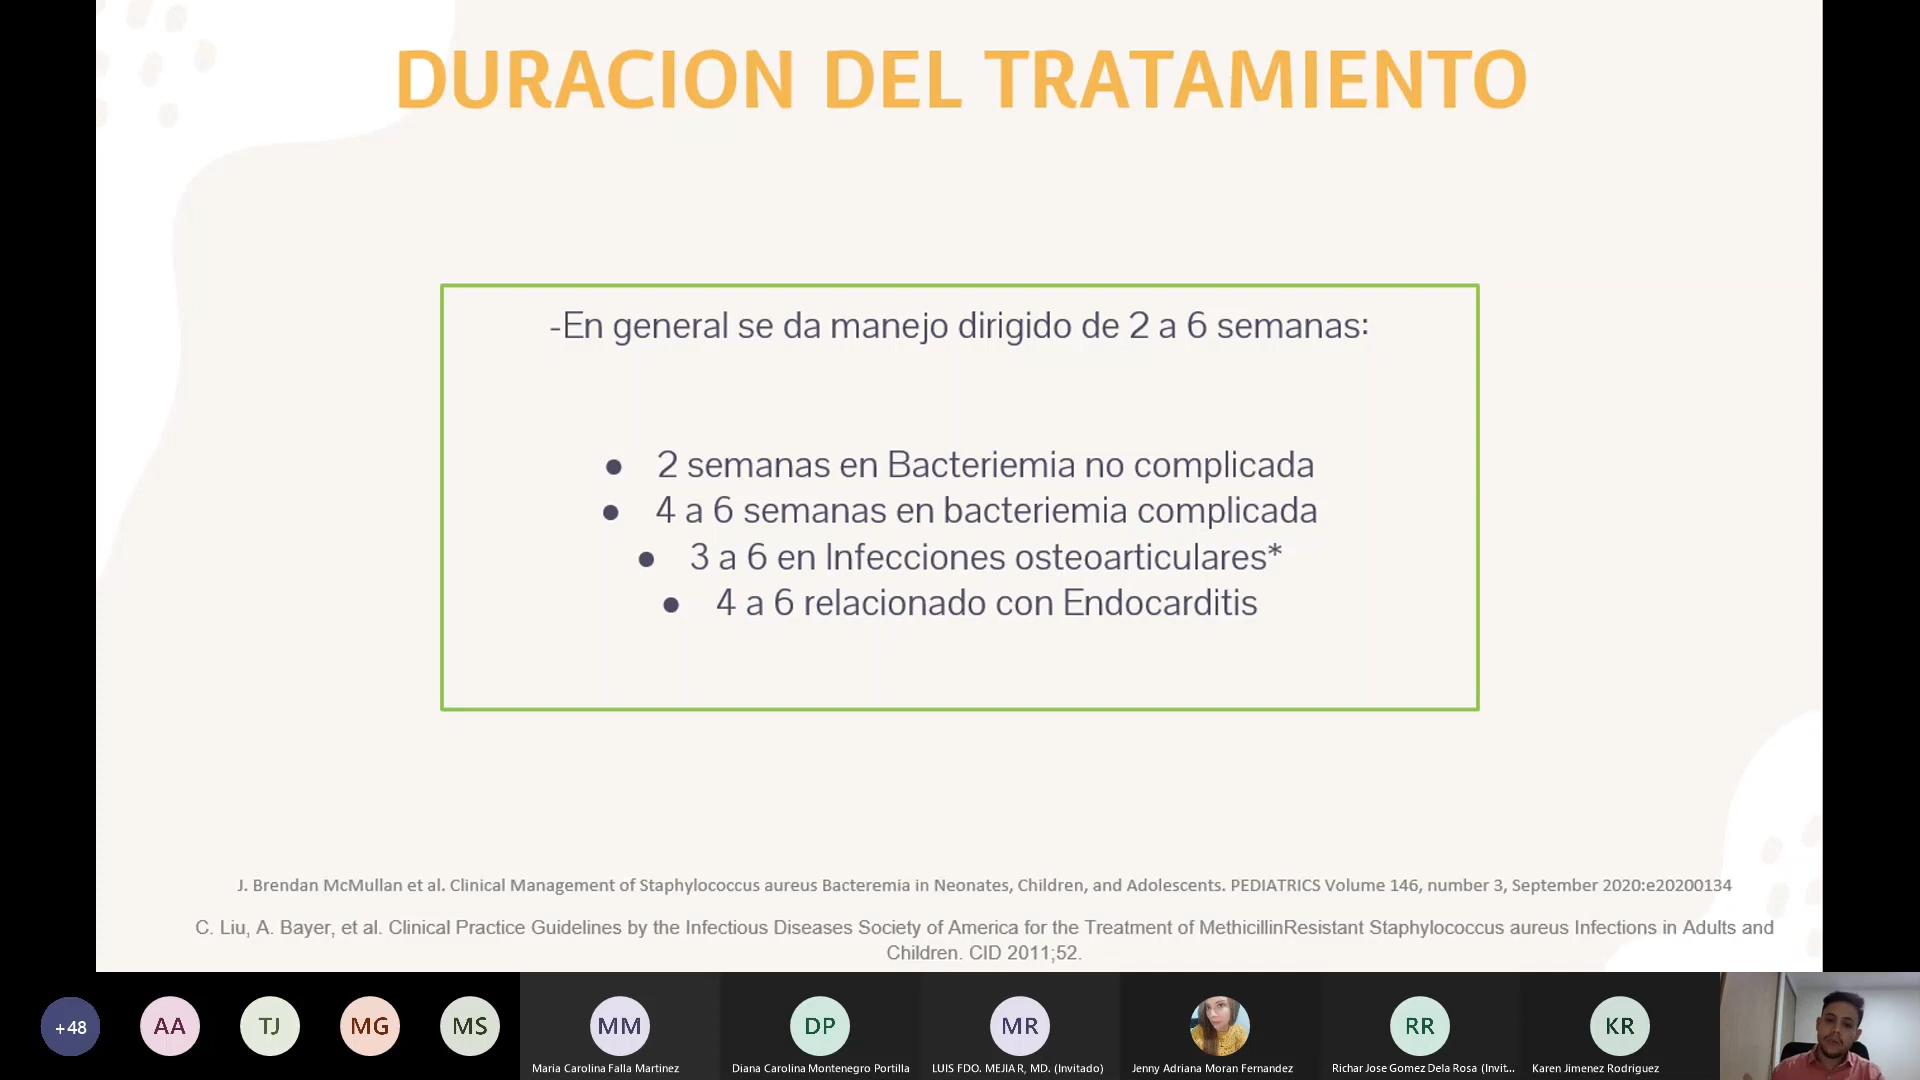 DURACION DEL TRATAMIENTO
-En general se da manejo dirigido de 2 a 6 semanas:
● 2 semanas en Bacteriemia no complicada
● 4 a 6 semanas en bacteriemia complicada
● 3 a 6 en Infecciones osteoarticulares*
● 4 a 6 relacionado con Endocarditis
J. Brendan McMullan et al. Clinical Management of Staphylococcus aureus Bacteremia in Neonates, Children, and Adolescents. PEDIATRICS Volume 146, number 3, September 2020:e20200134
C. Liu, A. Bayer, et al. Clinical Practice Guidelines by the Infectious Diseases Society of America for the Treatment of MethicillinResistant Staphylococcus aureus Infections in Adults and
Children. CID 2011;52.
+48 AA TJ MG MS MM DP MR RR KR
Maria Carolina Falla Martinez Diana Carolina Montenegro Portilla LUIS FDO. MEJIA R, MD. (Invitado) Jenny Adriana Moran Fernandez Richar Jose Gomez Dela Rosa (Invit... Karen Jimenez Rodriguez